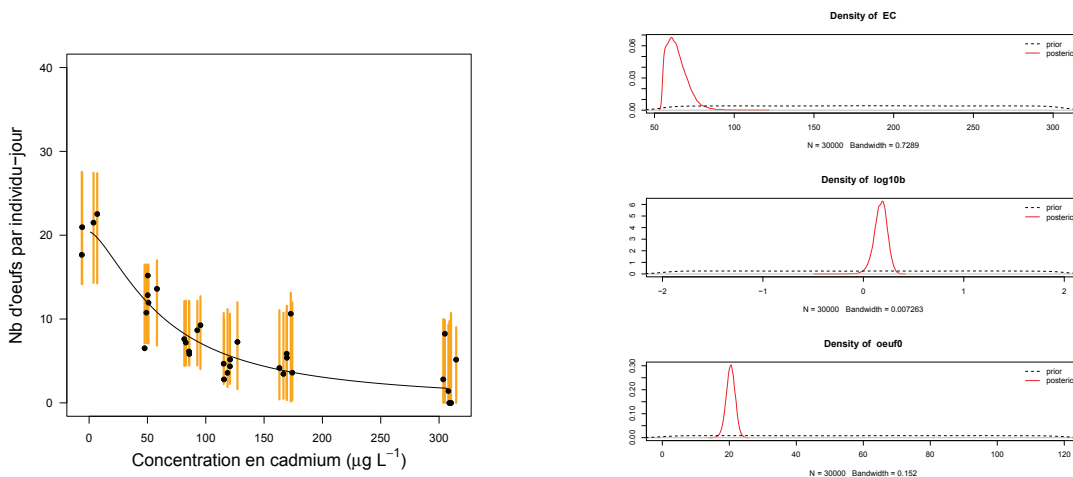 40
30
20
10
0
Nb d'oeufs par individu−jour
0 50 100 150 200 250 300
Concentration en cadmium (μg L−1)
Density of EC
0.06
0.03
0.00
prior
posterior
50 100 150 200 250 300
N = 30000 Bandwidth = 0.7289
Density of log10b
6
5
4
3
2
1
0
prior
posterior
−2 −1 0 1 2
N = 30000 Bandwidth = 0.007263
Density of oeuf0
0.30
0.20
0.10
0.00
prior
posterior
0 20 40 60 80 100 120
N = 30000 Bandwidth = 0.152